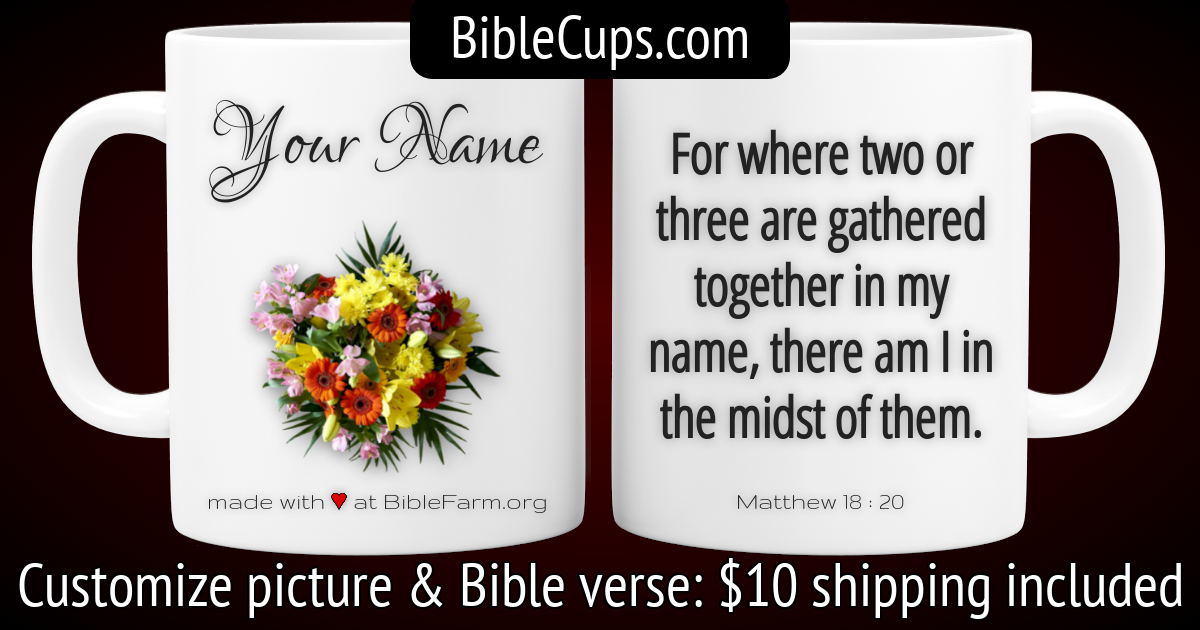 BibleCups.com
Your Name
made with ♥ at BibleFarm.org
For where two or
three are gathered
together in my
name, there am I in
the midst of them.
Matthew 18 : 20
Customize picture & Bible verse: $10 shipping included